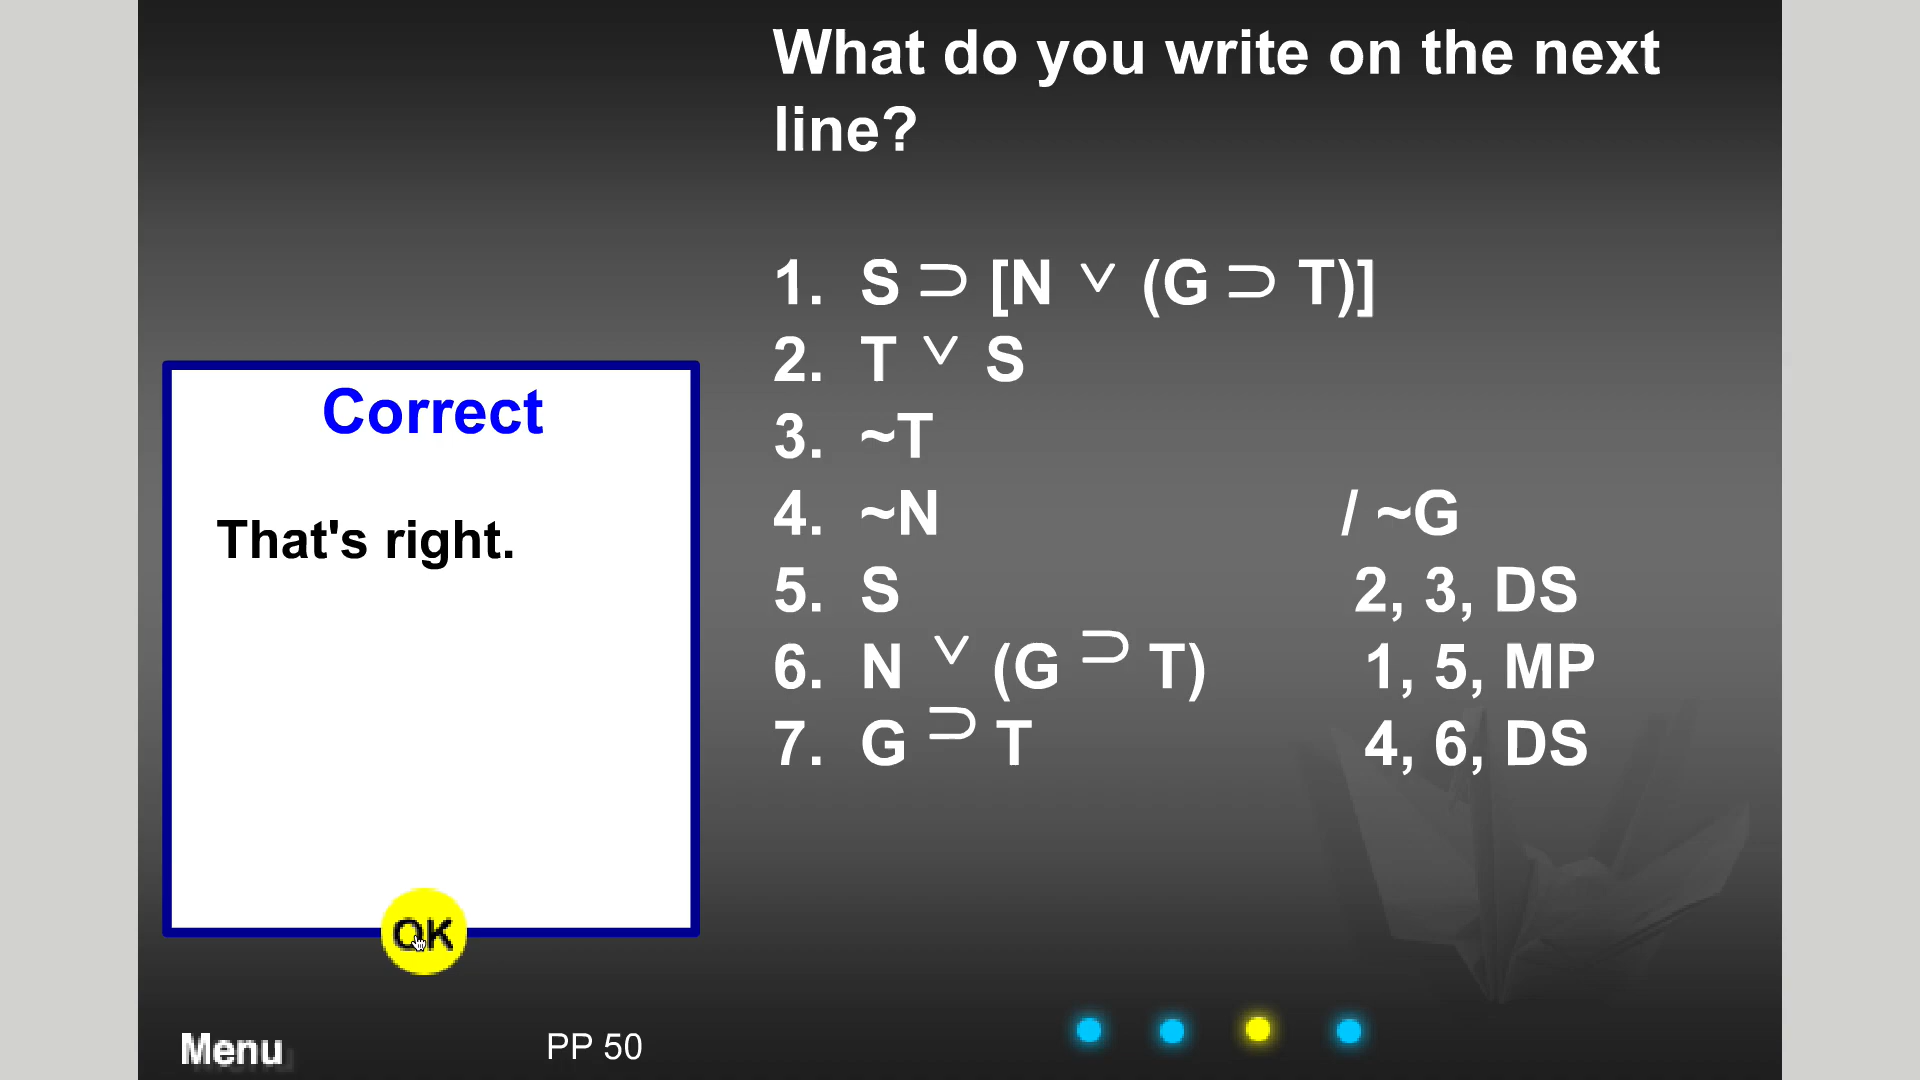 What do you write on the next
line?
1. S ⊃ [N ∨ (G ⊃ T)]
2. T ∨ S
3. ~T
4. ~N / ~G
5. S 2, 3, DS
6. N ∨ (G ⊃ T) 1, 5, MP
7. G ⊃ T 4, 6, DS
Correct
That's right.
OK
Menu
PP 50